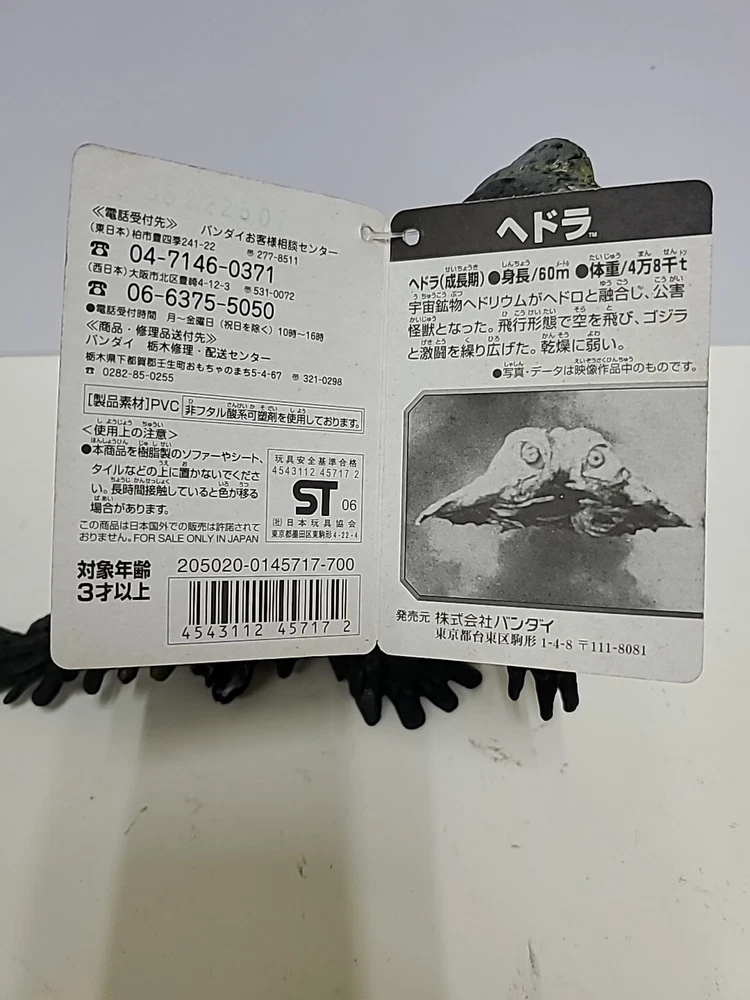 ≪電話受付先≫ バンダイお客様相談センター
(東日本)柏市豊四季241-22 〠277-8511
☎ 04-7146-0371
(西日本)大阪市北区豊崎4-12-3 〠531-0072
☎ 06-6375-5050
●電話受付時間 月〜金曜日(祝日を除く)10時〜16時
≪商品・修理品送付先≫
バンダイ 栃木修理・配送センター
栃木県下都賀郡壬生町おもちゃのまち5-4-67 〠321-0298
☎ 0282-85-0255
[製品素材]PVC 非フタル酸系可塑剤を使用しております。
<使用上の注意>
●本商品を樹脂製のソファーやシート、
タイルなどの上に置かないでくださ
い。長時間接触していると色が移る
場合があります。
この商品は日本国外での販売は許諾されて
おりません。FOR SALE ONLY IN JAPAN
玩具安全基準合格
4543112 45717 2
ST 06
(社)日本玩具協会
東京都墨田区東駒形4-22-4
対象年齢
3才以上
205020-0145717-700
4543112 45717 2
ヘドラ™
ヘドラ(成長期) ●身長/60m ●体重/4万8千t
宇宙鉱物ヘドリウムがヘドロと融合し、公害
怪獣となった。飛行形態で空を飛び、ゴジラ
と激闘を繰り広げた。乾燥に弱い。
●写真・データは映像作品中のものです。
発売元 株式会社バンダイ
東京都台東区駒形 1-4-8 〒111-8081